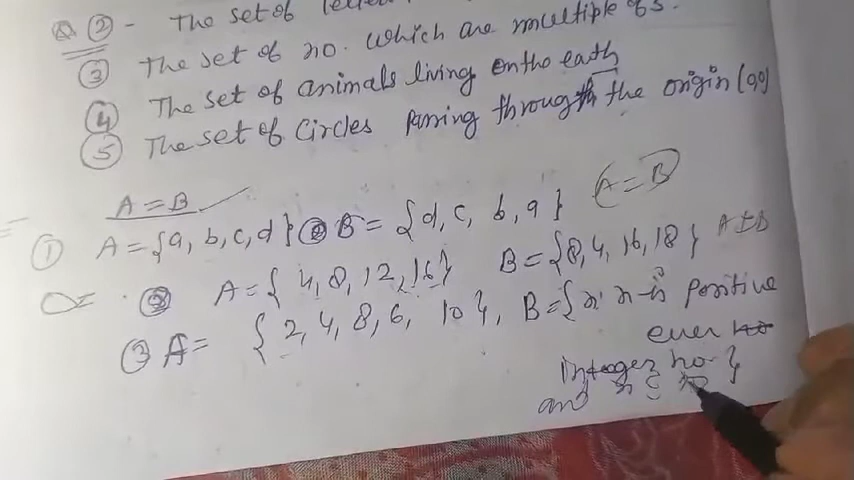 ② - The set of
③ The set of no. which are multiple of 5.
④ The set of animals living on the earth
⑤ The set of Circles passing through the origin (0,0)
A = B
① A = {a, b, c, d} B = {d, c, b, a} A = B
② A = { 4, 8, 12, 16} B = {8, 4, 16, 18} A ≠ B
③ A = { 2, 4, 8, 6, 10 }, B = {x: x is positive
even
integer no. }
and x ≤ 10